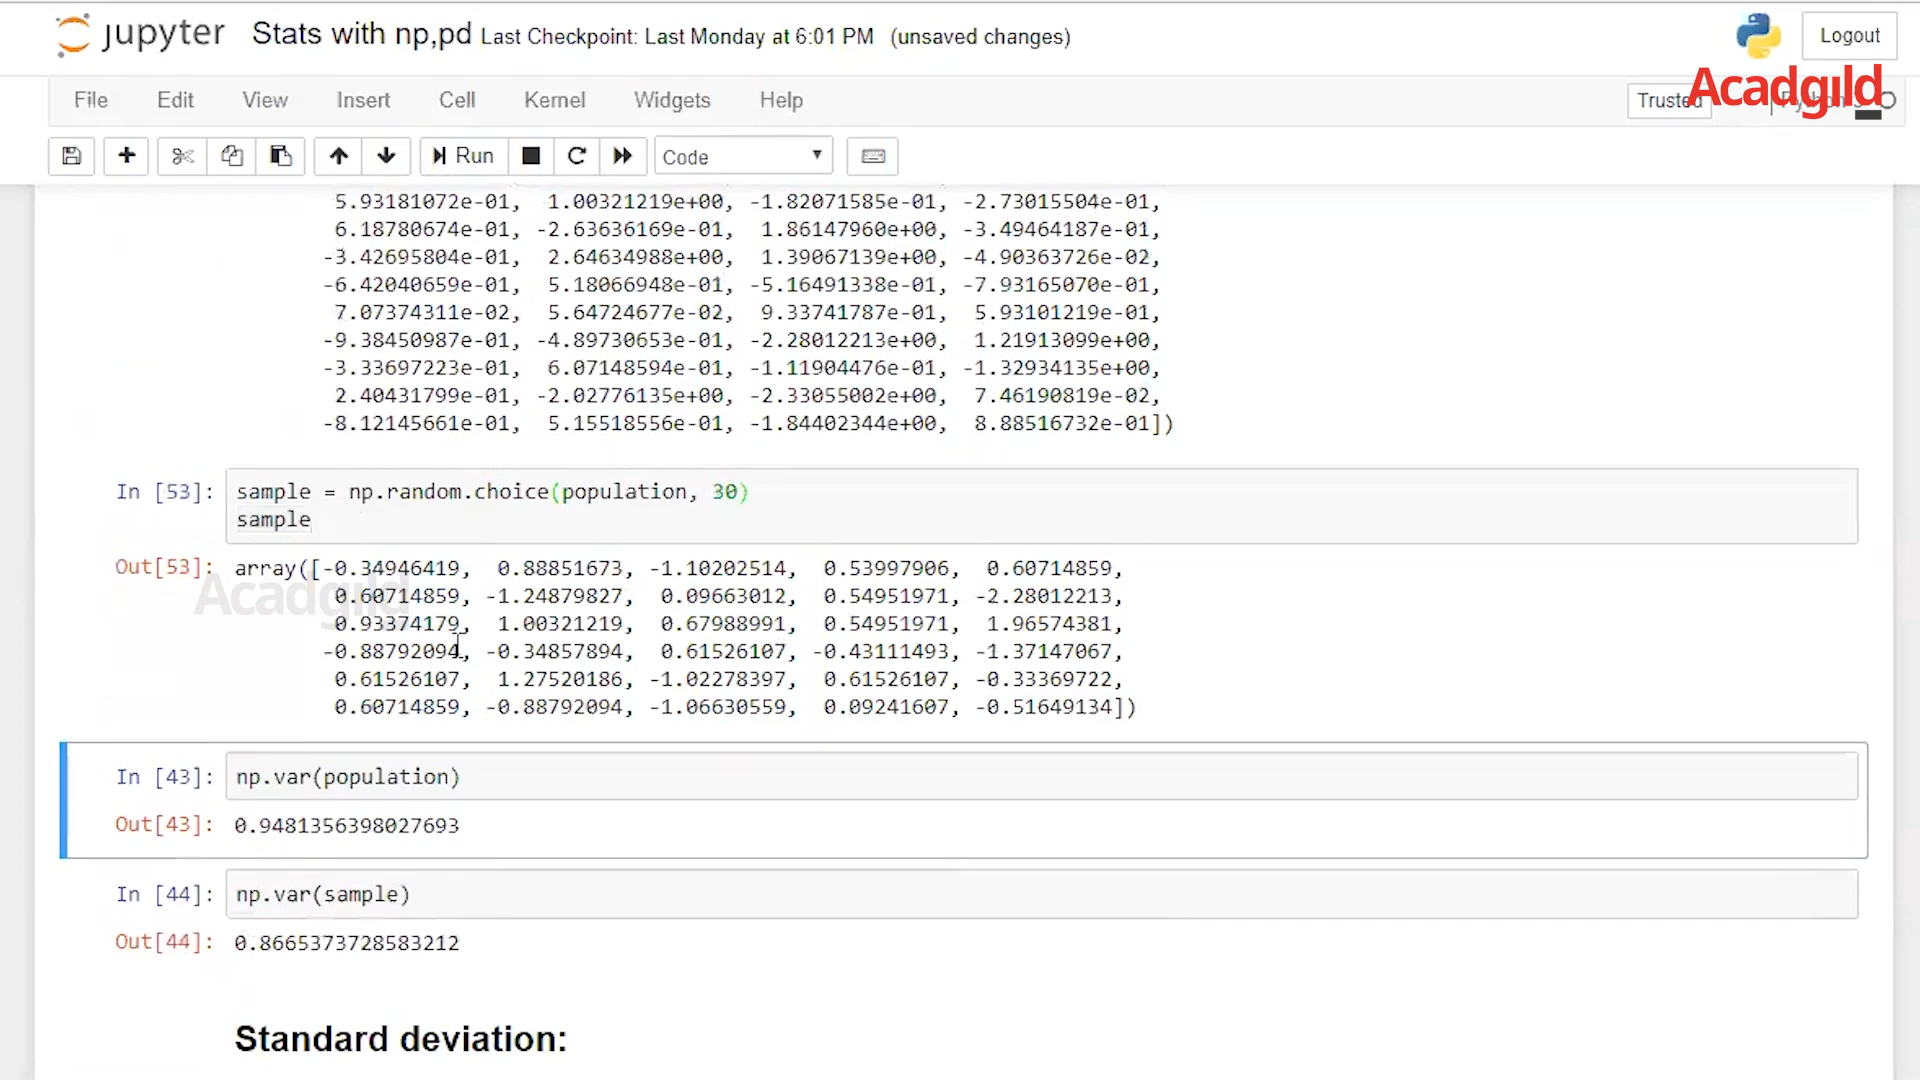 jupyter Stats with np,pd Last Checkpoint: Last Monday at 6:01 PM (unsaved changes) Logout
Acadgild
File Edit View Insert Cell Kernel Widgets Help Trusted
Run Code
5.93181072e-01, 1.00321219e+00, -1.82071585e-01, -2.73015504e-01,
6.18780674e-01, -2.63636169e-01, 1.86147960e+00, -3.49464187e-01,
-3.42695804e-01, 2.64634988e+00, 1.39067139e+00, -4.90363726e-02,
-6.42040659e-01, 5.18066948e-01, -5.16491338e-01, -7.93165070e-01,
7.07374311e-02, 5.64724677e-02, 9.33741787e-01, 5.93101219e-01,
-9.38450987e-01, -4.89730653e-01, -2.28012213e+00, 1.21913099e+00,
-3.33697223e-01, 6.07148594e-01, -1.11904476e-01, -1.32934135e+00,
2.40431799e-01, -2.02776135e+00, -2.33055002e+00, 7.46190819e-02,
-8.12145661e-01, 5.15518556e-01, -1.84402344e+00, 8.88516732e-01])
In [53]: sample = np.random.choice(population, 30)
sample
Out[53]: array([-0.34946419, 0.88851673, -1.10202514, 0.53997906, 0.60714859,
Acadgild
0.60714859, -1.24879827, 0.09663012, 0.54951971, -2.28012213,
0.93374179, 1.00321219, 0.67988991, 0.54951971, 1.96574381,
-0.88792094, -0.34857894, 0.61526107, -0.43111493, -1.37147067,
0.61526107, 1.27520186, -1.02278397, 0.61526107, -0.33369722,
0.60714859, -0.88792094, -1.06630559, 0.09241607, -0.51649134])
In [43]: np.var(population)
Out[43]: 0.9481356398027693
In [44]: np.var(sample)
Out[44]: 0.8665373728583212
Standard deviation: